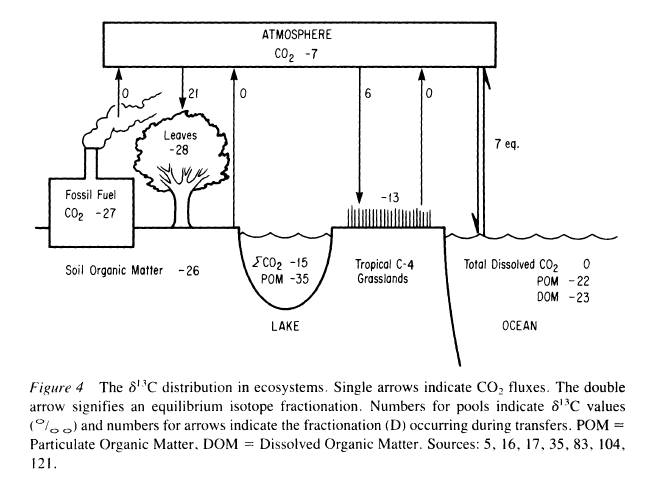 ATMOSPHERE
CO₂ -7
0
21
0
6
0
7 eq.
Leaves
-28
Fossil Fuel
CO₂ -27
-13
Soil Organic Matter -26
ΣCO₂ -15
POM -35
Tropical C-4
Grasslands
Total Dissolved CO₂ 0
POM -22
DOM -23
LAKE
OCEAN
Figure 4 The δ¹³C distribution in ecosystems. Single arrows indicate CO₂ fluxes. The double
arrow signifies an equilibrium isotope fractionation. Numbers for pools indicate δ¹³C values
(°/₀₀) and numbers for arrows indicate the fractionation (D) occurring during transfers. POM =
Particulate Organic Matter, DOM = Dissolved Organic Matter. Sources: 5, 16, 17, 35, 83, 104,
121.